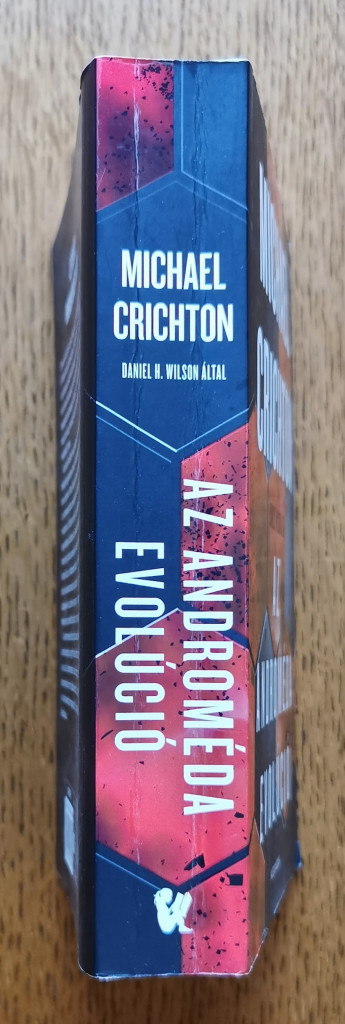 MICHAEL
CRICHTON
DANIEL H. WILSON ÁLTAL
AZ ANDROMÉDA
EVOLÚCIÓ